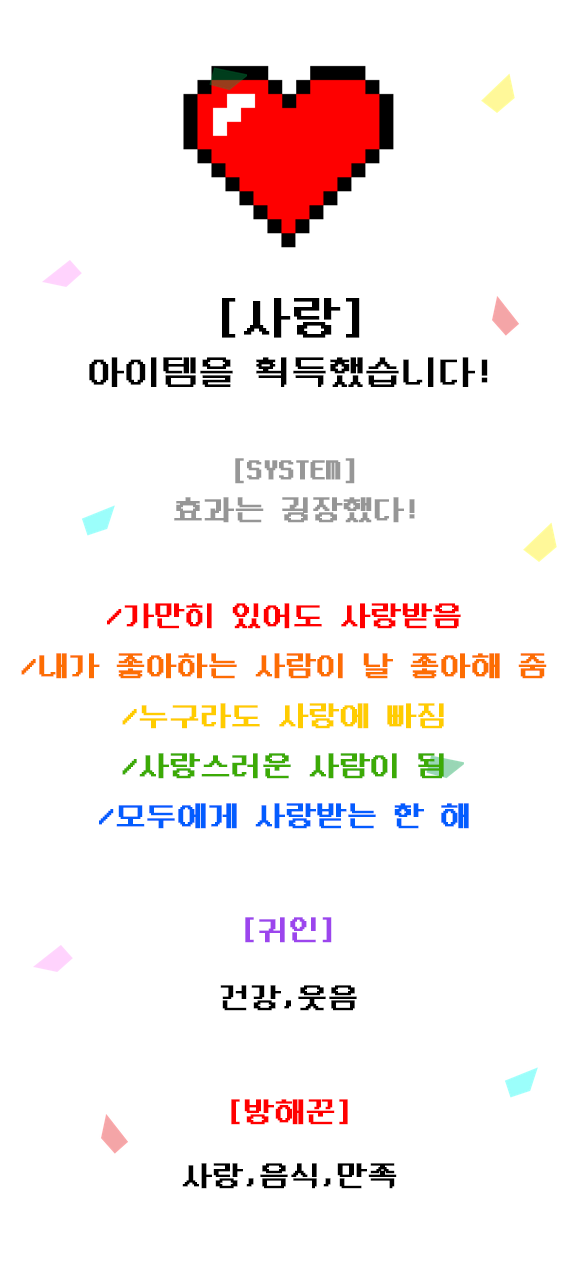 [사랑]
아이템을 획득했습니다!
[SYSTEM]
효과는 굉장했다!
/가만히 있어도 사랑받음
/내가 좋아하는 사람이 날 좋아해 줌
/누구라도 사랑에 빠짐
/사랑스러운 사람이 됨
/모두에게 사랑받는 한 해
[귀인]
건강,웃음
[방해꾼]
사랑,음식,만족